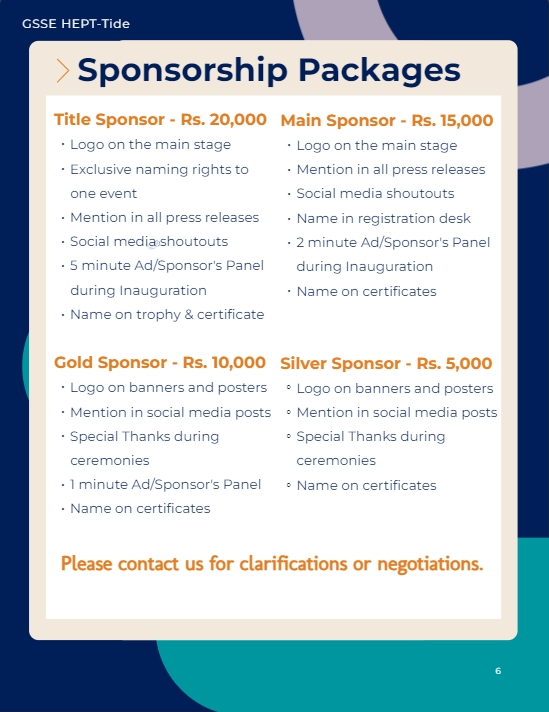 GSSE HEPT-Tide
Sponsorship Packages
Title Sponsor - Rs. 20,000
• Logo on the main stage
• Exclusive naming rights to
one event
• Mention in all press releases
• Social media shoutouts
• 5 minute Ad/Sponsor's Panel
during Inauguration
• Name on trophy & certificate
Main Sponsor - Rs. 15,000
• Logo on the main stage
• Mention in all press releases
• Social media shoutouts
• Name in registration desk
• 2 minute Ad/Sponsor's Panel
during Inauguration
• Name on certificates
Gold Sponsor - Rs. 10,000
• Logo on banners and posters
• Mention in social media posts
• Special Thanks during
ceremonies
• 1 minute Ad/Sponsor's Panel
• Name on certificates
Silver Sponsor - Rs. 5,000
◦ Logo on banners and posters
◦ Mention in social media posts
◦ Special Thanks during
ceremonies
◦ Name on certificates
Please contact us for clarifications or negotiations.
6